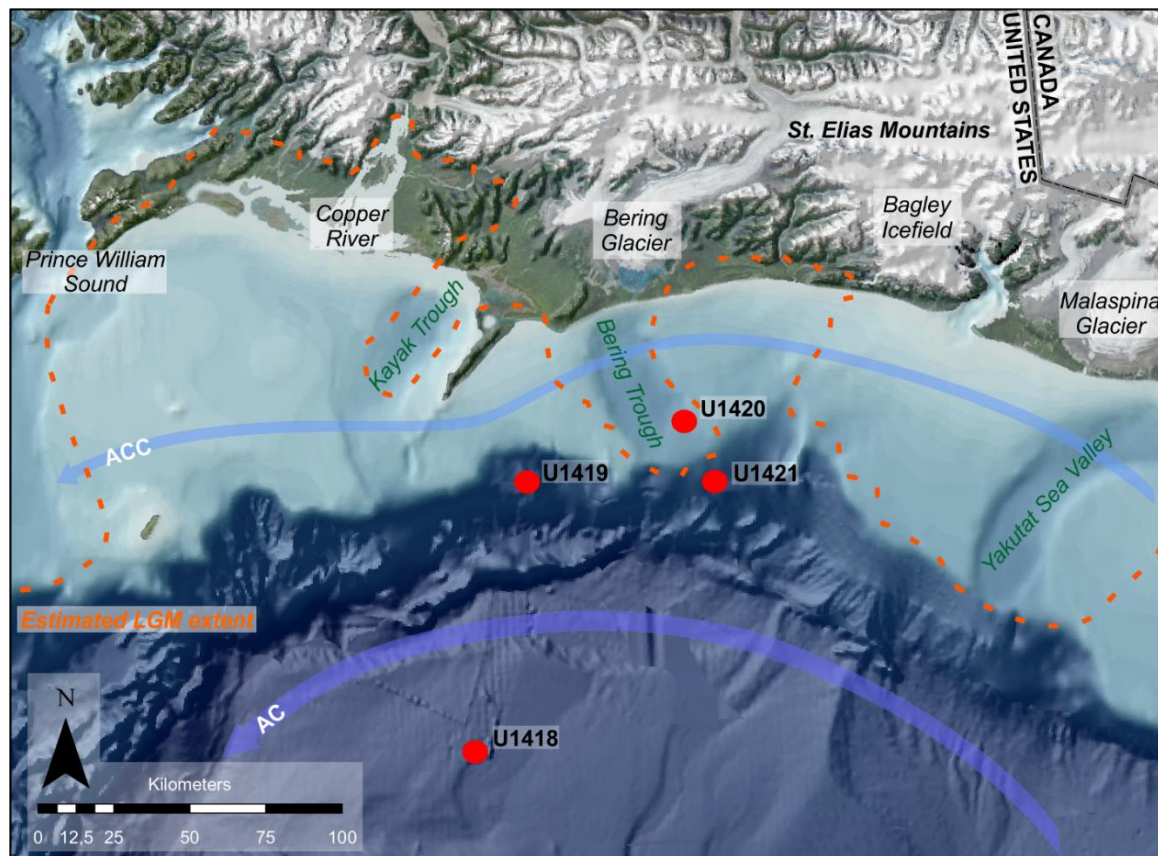 CANADA
UNITED STATES
St. Elias Mountains
Copper
River
Bering
Glacier
Bagley
Icefield
Prince William
Sound
Malaspina
Glacier
Kayak Trough
Bering Trough
U1420
ACC
U1419
U1421
Yakutat Sea Valley
Estimated LGM extent
AC
U1418
N
Kilometers
0 12,5 25 50 75 100